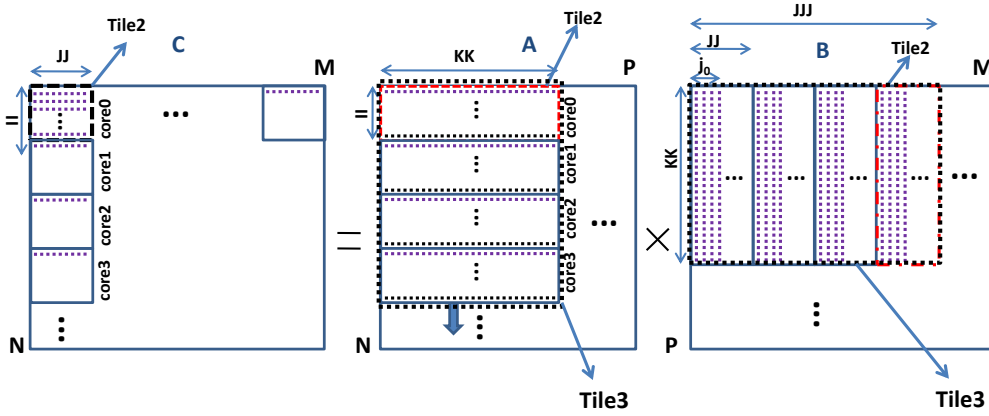 Tile2
C
JJ
M
II
core0
...
core1
core2
core3
...
N
=
Tile2
A
KK
P
II
...
core0
...
core1
...
core2
...
...
core3
...
N
Tile3
×
JJJ
JJ
B
Tile2
j₀
M
KK
... ... ... ... ...
...
P
Tile3